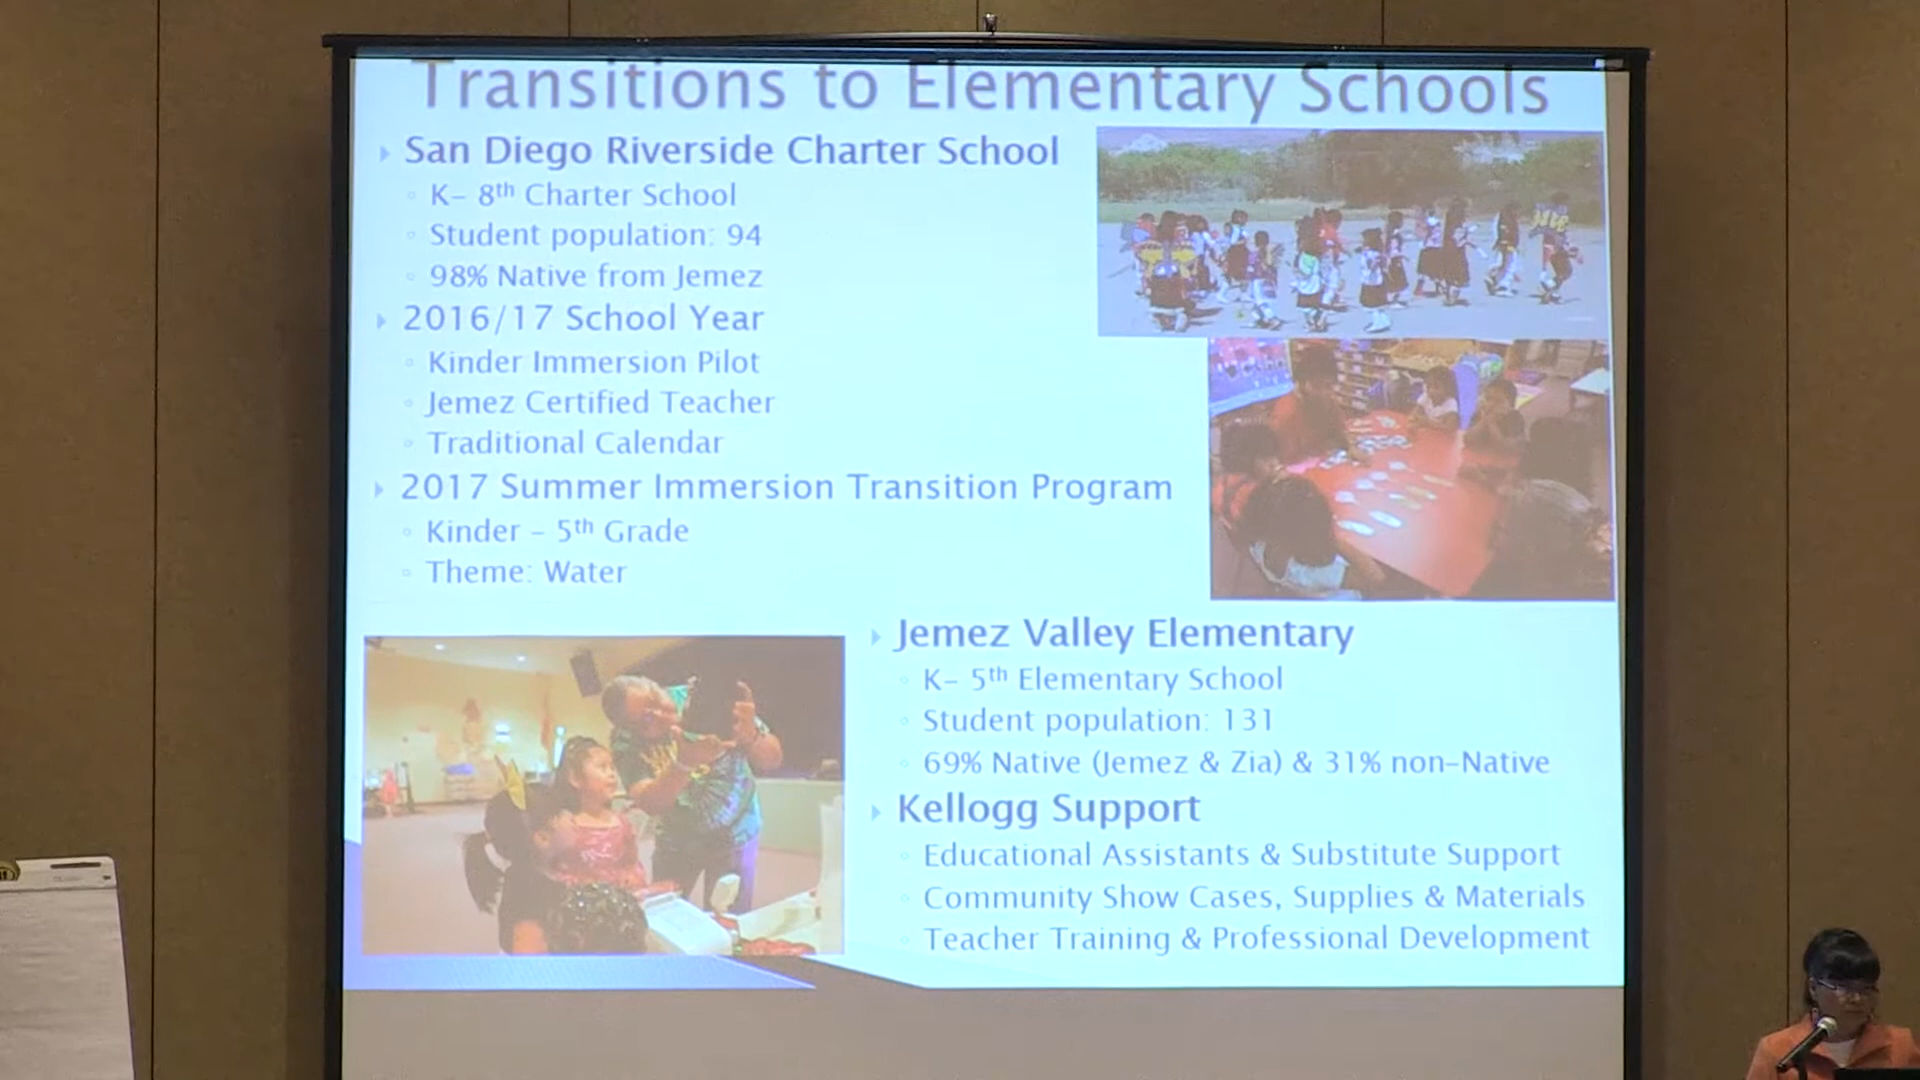 Transitions to Elementary Schools
San Diego Riverside Charter School
K- 8th Charter School
Student population: 94
98% Native from Jemez
2016/17 School Year
Kinder Immersion Pilot
Jemez Certified Teacher
Traditional Calendar
2017 Summer Immersion Transition Program
Kinder - 5th Grade
Theme: Water
Jemez Valley Elementary
K- 5th Elementary School
Student population: 131
69% Native (Jemez & Zia) & 31% non-Native
Kellogg Support
Educational Assistants & Substitute Support
Community Show Cases, Supplies & Materials
Teacher Training & Professional Development